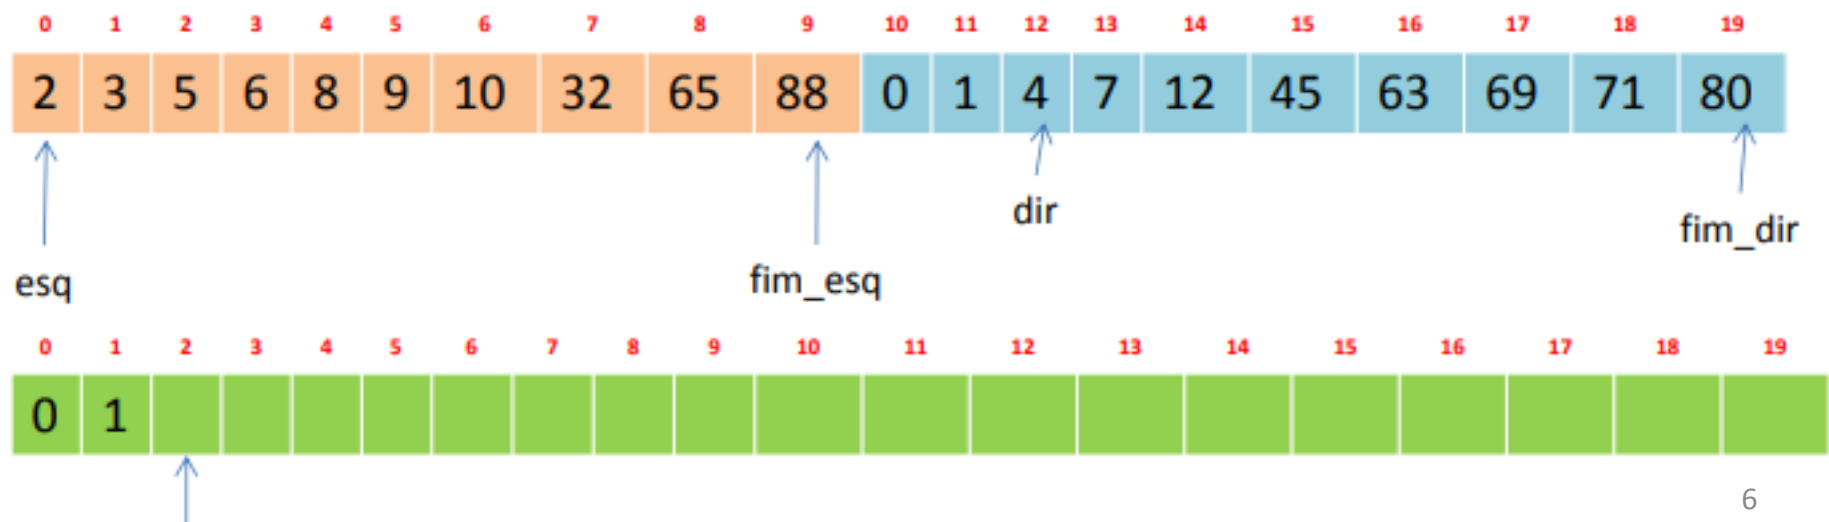 0 1 2 3 4 5 6 7 8 9 10 11 12 13 14 15 16 17 18 19
2 3 5 6 8 9 10 32 65 88 0 1 4 7 12 45 63 69 71 80
dir
fim_dir
esq fim_esq
0 1 2 3 4 5 6 7 8 9 10 11 12 13 14 15 16 17 18 19
0 1
6